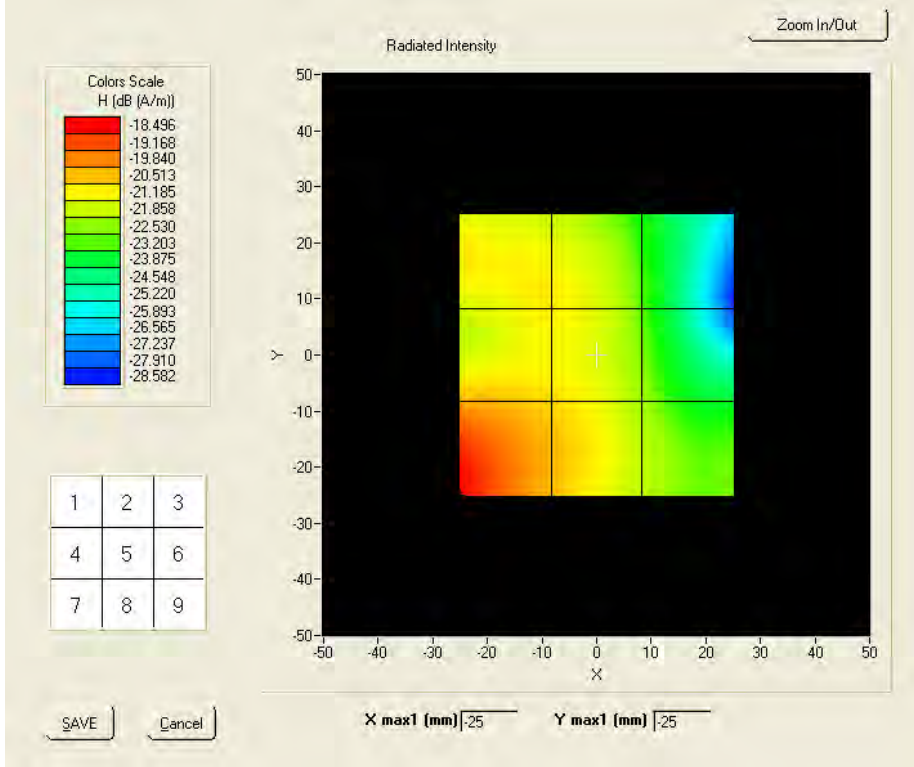 Zoom In/Out
Radiated Intensity
Colors Scale
H (dB (A/m))
-18.496
-19.168
-19.840
-20.513
-21.185
-21.858
-22.530
-23.203
-23.875
-24.548
-25.220
-25.893
-26.565
-27.237
-27.910
-28.582
50
40
30
20
10
0
-10
-20
-30
-40
-50
Y
-50 -40 -30 -20 -10 0 10 20 30 40 50
X
1 2 3
4 5 6
7 8 9
SAVE Cancel
X max1 (mm) -25 Y max1 (mm) -25